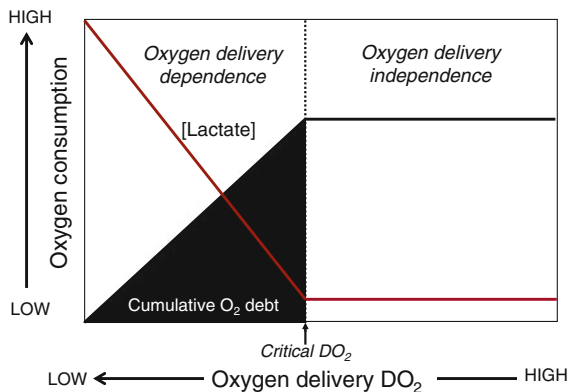 HIGH
Oxygen consumption
LOW
Oxygen delivery
dependence
Oxygen delivery
independence
[Lactate]
Cumulative O₂ debt
Critical DO₂
LOW
Oxygen delivery DO₂
HIGH